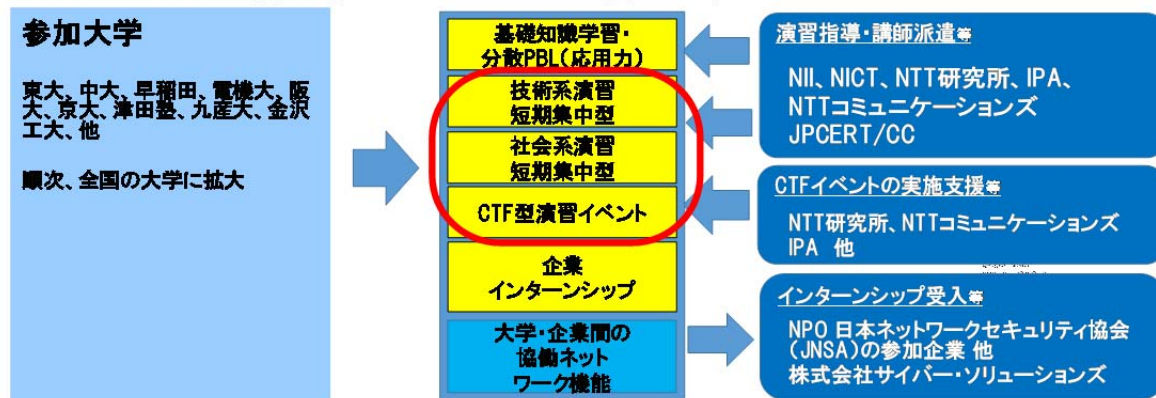 参加大学
東大、中大、早稲田、電機大、阪
大、京大、津田塾、九産大、金沢
工大、他
順次、全国の大学に拡大
基礎知識学習・
分散PBL(応用力)
技術系演習
短期集中型
社会系演習
短期集中型
CTF型演習イベント
企業
インターンシップ
大学・企業間の
協働ネット
ワーク機能
演習指導・講師派遣等
NII、NICT、NTT研究所、IPA、
NTTコミュニケーションズ
JPCERT/CC
CTFイベントの実施支援等
NTT研究所、NTTコミュニケーションズ
IPA 他
インターンシップ受入等
NPO 日本ネットワークセキュリティ協会
(JNSA)の参加企業 他
株式会社サイバー・ソリューションズ